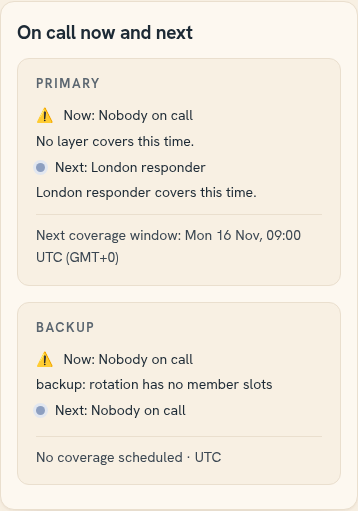 On call now and next
PRIMARY
⚠️ Now: Nobody on call
No layer covers this time.
Next: London responder
London responder covers this time.
Next coverage window: Mon 16 Nov, 09:00
UTC (GMT+0)
BACKUP
⚠️ Now: Nobody on call
backup: rotation has no member slots
Next: Nobody on call
No coverage scheduled · UTC